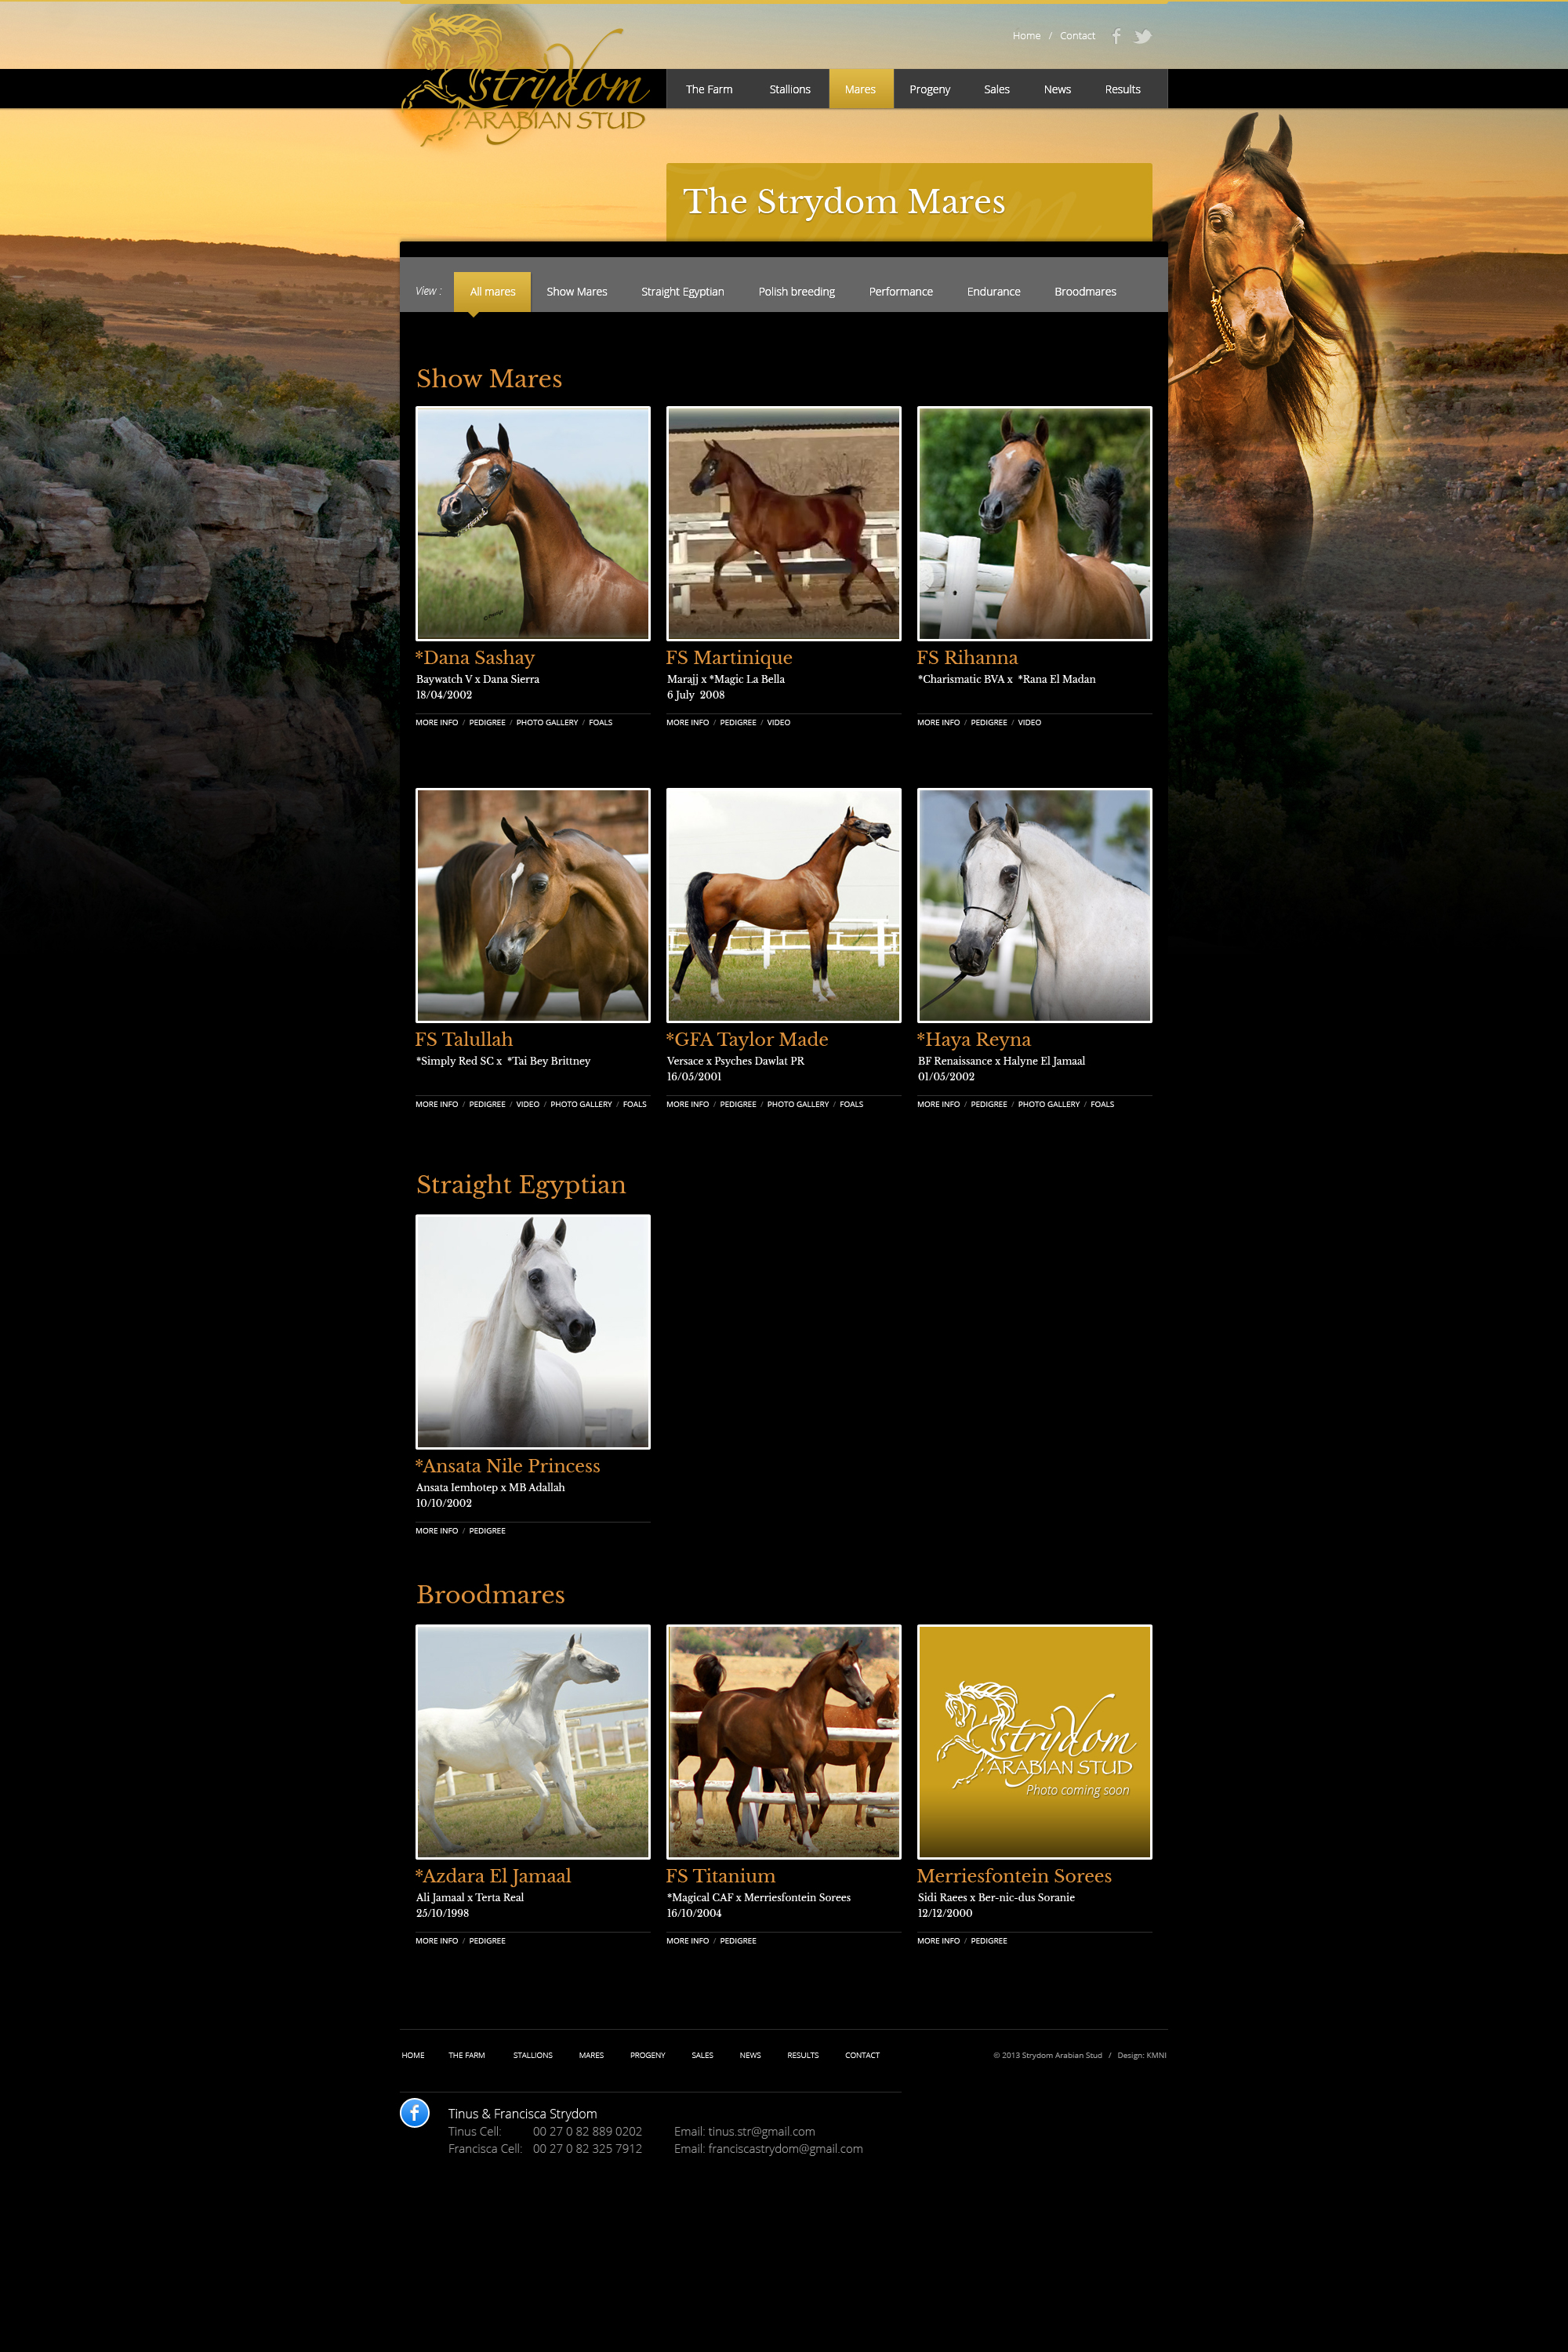 strydom
ARABIAN STUD
Home / Contact
The Farm Stallions Mares Progeny Sales News Results
The Strydom Mares
View : All mares Show Mares Straight Egyptian Polish breeding Performance Endurance Broodmares
Show Mares
*Dana Sashay
Baywatch V x Dana Sierra
18/04/2002
MORE INFO / PEDIGREE / PHOTO GALLERY / FOALS
FS Martinique
Marajj x *Magic La Bella
6 July 2008
MORE INFO / PEDIGREE / VIDEO
FS Rihanna
*Charismatic BVA x *Rana El Madan
MORE INFO / PEDIGREE / VIDEO
FS Talullah
*Simply Red SC x *Tai Bey Brittney
MORE INFO / PEDIGREE / VIDEO / PHOTO GALLERY / FOALS
*GFA Taylor Made
Versace x Psyches Dawlat PR
16/05/2001
MORE INFO / PEDIGREE / PHOTO GALLERY / FOALS
*Haya Reyna
BF Renaissance x Halyne El Jamaal
01/05/2002
MORE INFO / PEDIGREE / PHOTO GALLERY / FOALS
Straight Egyptian
*Ansata Nile Princess
Ansata Iemhotep x MB Adallah
10/10/2002
MORE INFO / PEDIGREE
Broodmares
*Azdara El Jamaal
Ali Jamaal x Terta Real
25/10/1998
MORE INFO / PEDIGREE
FS Titanium
*Magical CAF x Merriesfontein Sorees
16/10/2004
MORE INFO / PEDIGREE
strydom
ARABIAN STUD
Photo coming soon
Merriesfontein Sorees
Sidi Raees x Ber-nic-dus Soranie
12/12/2000
MORE INFO / PEDIGREE
HOME THE FARM STALLIONS MARES PROGENY SALES NEWS RESULTS CONTACT
© 2013 Strydom Arabian Stud / Design: KMNI
Tinus & Francisca Strydom
Tinus Cell: 00 27 0 82 889 0202 Email: tinus.str@gmail.com
Francisca Cell: 00 27 0 82 325 7912 Email: franciscastrydom@gmail.com